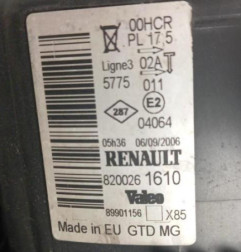 00HCR
PL 17,5
Ligne3 02A
5775 011
287 E2
04064
05h36 06/09/2006
RENAULT
820026 1610
Valeo
89901156 X85
Made in EU GTD MG